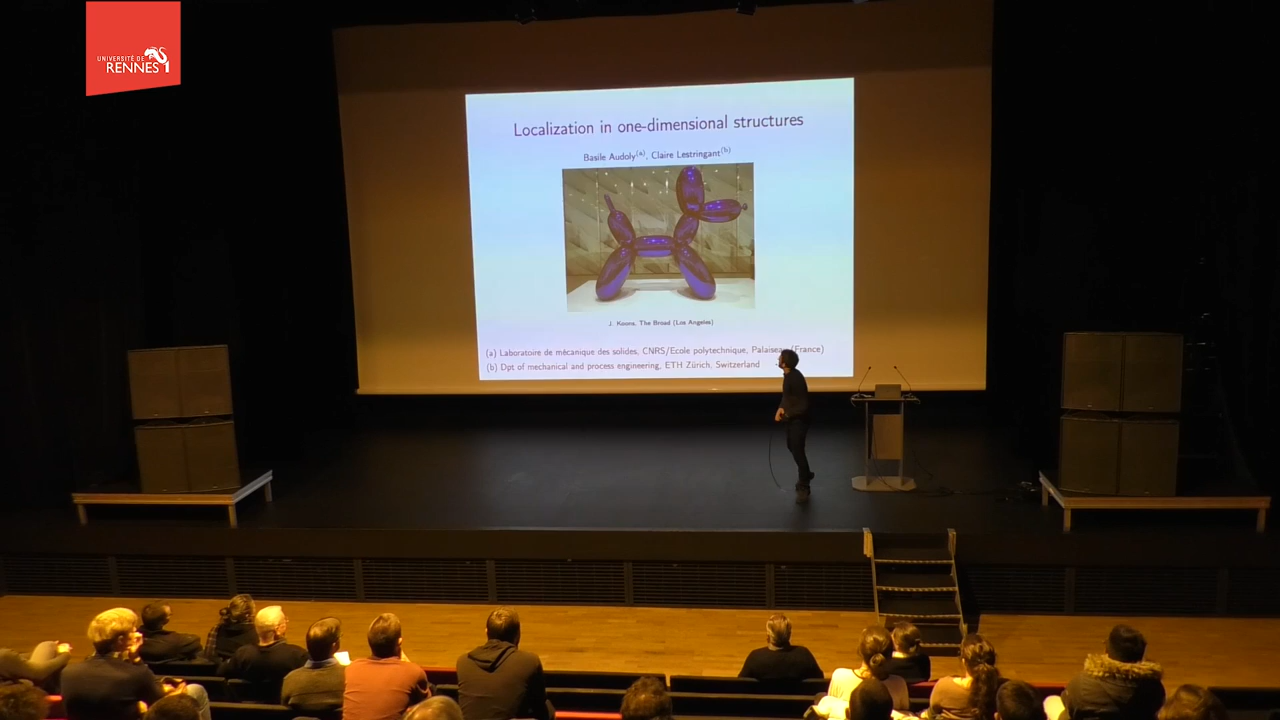 UNIVERSITÉ DE
RENNES 1
Localization in one-dimensional structures
Basile Audoly(a), Claire Lestringant(b)
J. Koons, The Broad (Los Angeles)
(a) Laboratoire de mécanique des solides, CNRS/Ecole polytechnique, Palaiseau (France)
(b) Dpt of mechanical and process engineering, ETH Zürich, Switzerland